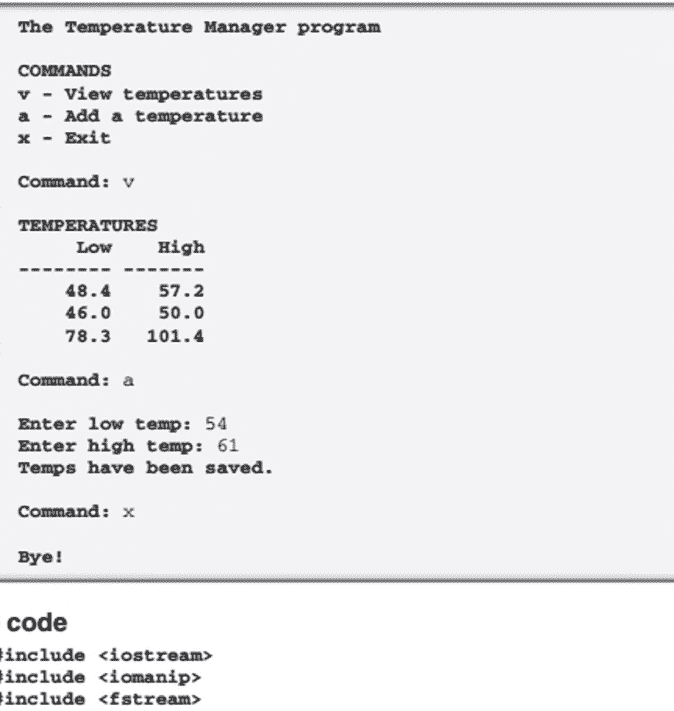 The Temperature Manager program
COMMANDS
v - View temperatures
a - Add a temperature
x - Exit
Command: v
TEMPERATURES
Low High
-------- -------
48.4 57.2
46.0 50.0
78.3 101.4
Command: a
Enter low temp: 54
Enter high temp: 61
Temps have been saved.
Command: x
Bye!
code
#include <iostream>
#include <iomanip>
#include <fstream>